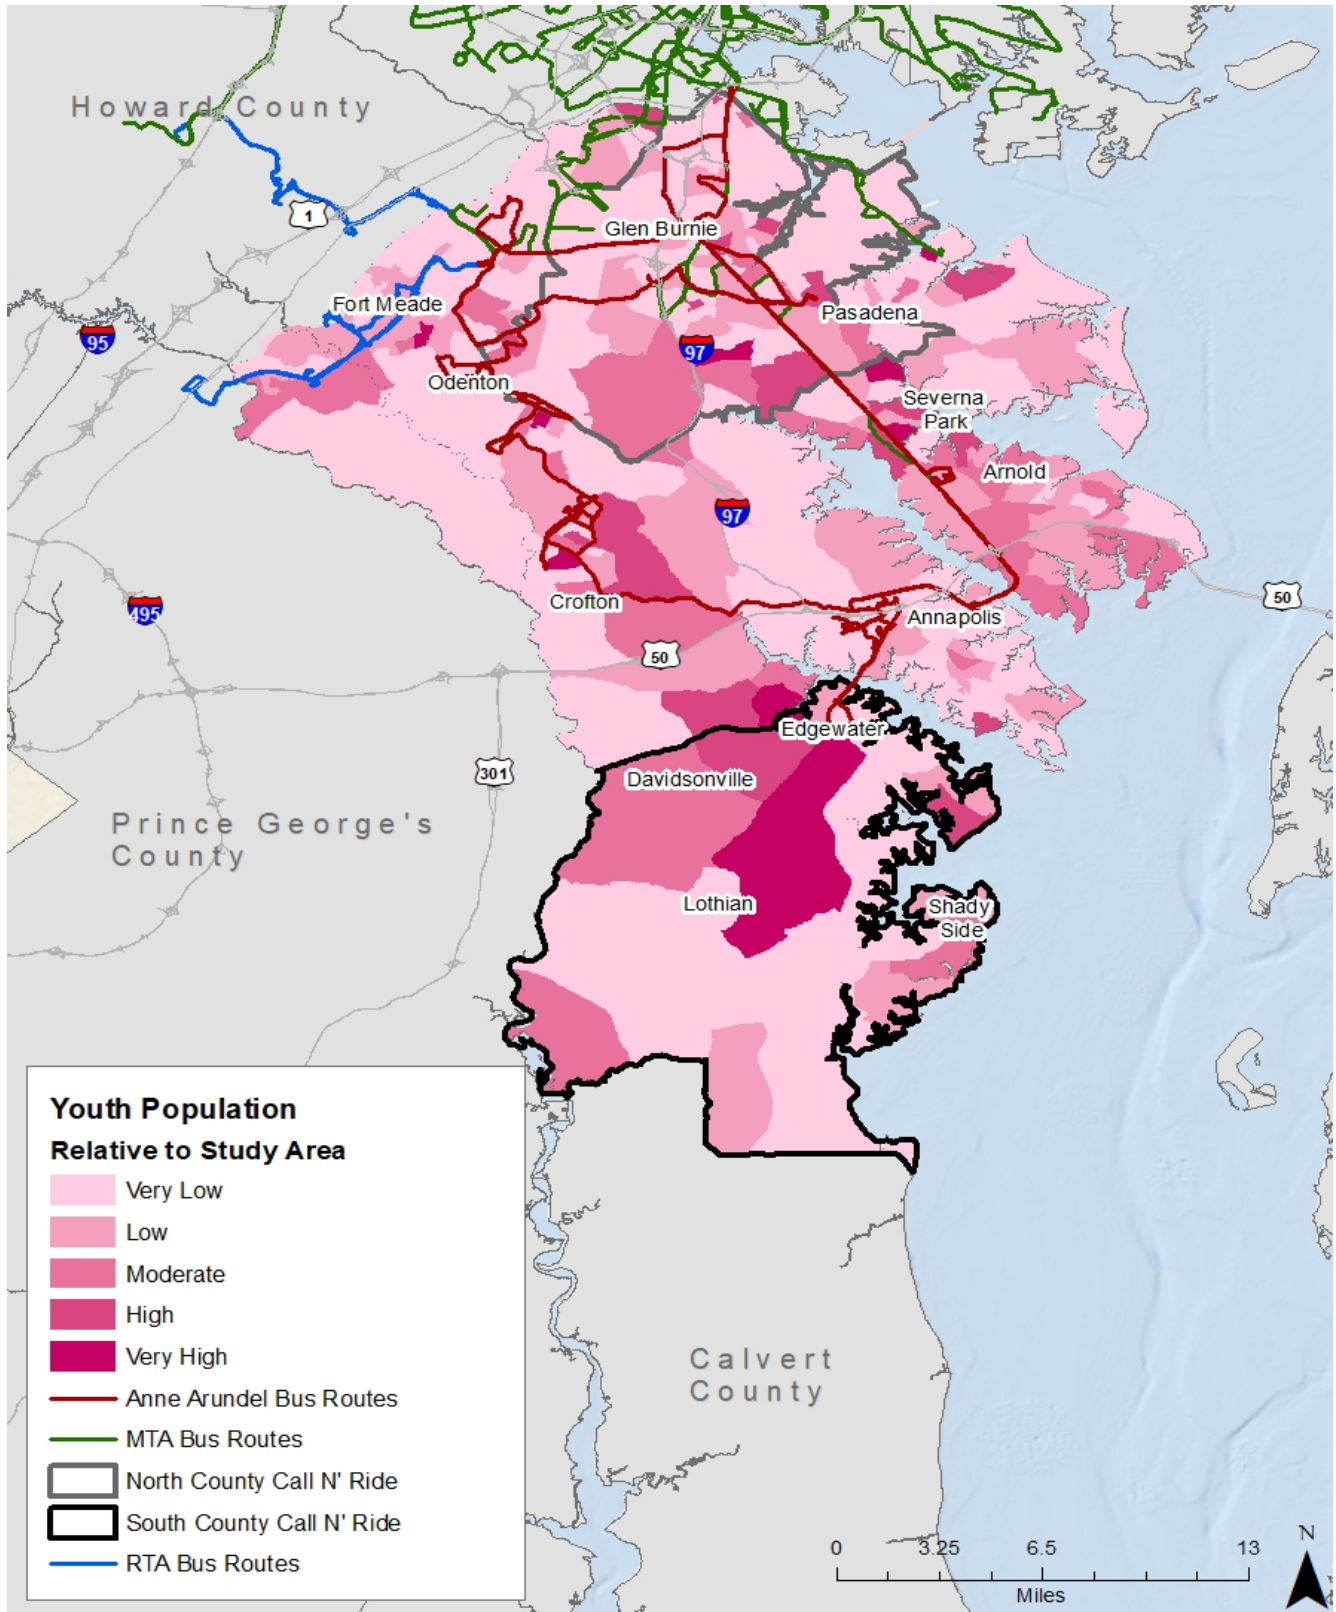 Howard County
1
Glen Burnie
Fort Meade
Pasadena
95
97
Odenton
Severna
Park
Arnold
97
Crofton
495
50
Annapolis
50
Edgewater
301
Davidsonville
Prince George's
County
Lothian
Shady
Side
Youth Population
Relative to Study Area
Very Low
Low
Moderate
High
Very High
Anne Arundel Bus Routes
MTA Bus Routes
North County Call N' Ride
South County Call N' Ride
RTA Bus Routes
Calvert
County
0 3.25 6.5 13
Miles
N